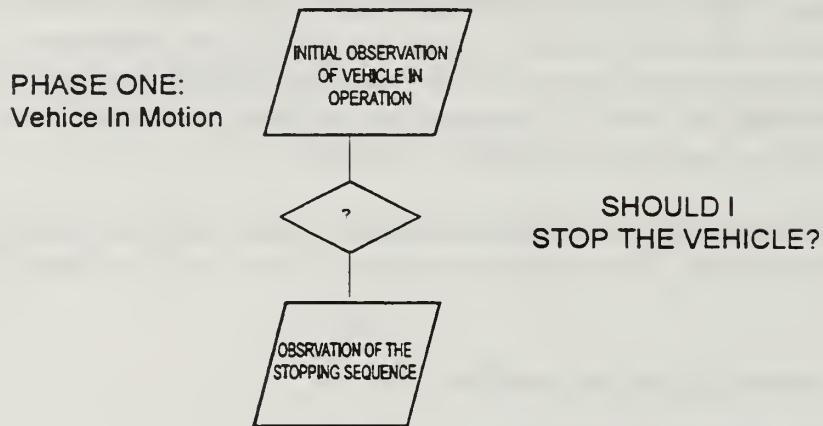 INITIAL OBSERVATION
OF VEHICLE IN
OPERATION
PHASE ONE:
Vehice In Motion
?
SHOULD I
STOP THE VEHICLE?
OBSRVATION OF THE
STOPPING SEQUENCE